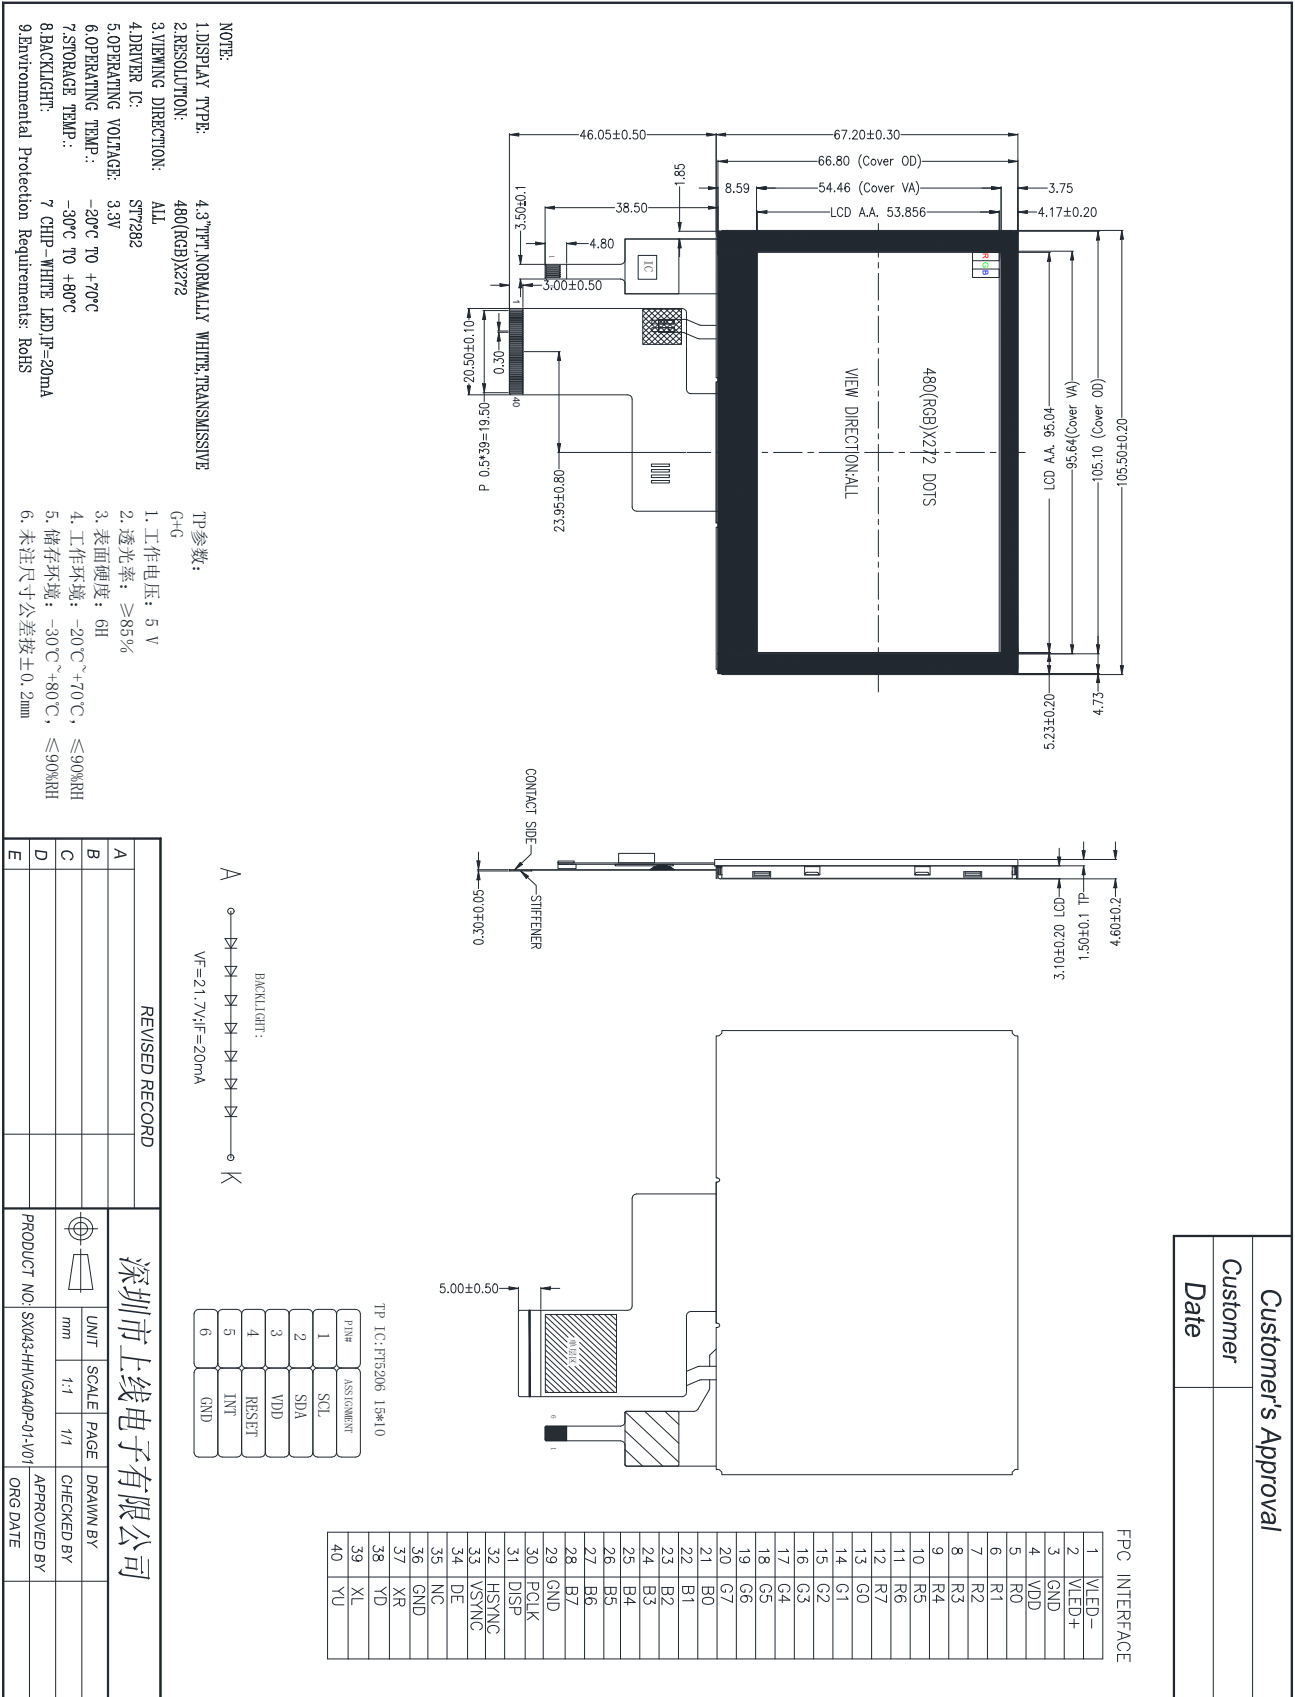 Customer's Approval
Customer
Date
105.50±0.20
105.10 (Cover OD)
95.64(Cover VA)
LCD A.A. 95.04
4.73
5.23±0.20
67.20±0.30
46.05±0.50
66.80 (Cover OD)
54.46 (Cover VA)
8.59
3.75
LCD A.A. 53.856
4.17±0.20
1.85
38.50
3.50±0.1
4.80
3.00±0.50
R G B
IC
1
1
40
480(RGB)X272 DOTS
VIEW DIRECTION:ALL
0.30
20.50±0.10
P 0.5*39=19.50
23.95±0.80
4.60±0.2
1.50±0.1 TP
3.10±0.20 LCD
CONTACT SIDE
STIFFENER
0.30±0.05
5.00±0.50
6
1
FPC INTERFACE
1 VLED-
2 VLED+
3 GND
4 VDD
5 R0
6 R1
7 R2
8 R3
9 R4
10 R5
11 R6
12 R7
13 G0
14 G1
15 G2
16 G3
17 G4
18 G5
19 G6
20 G7
21 B0
22 B1
23 B2
24 B3
25 B4
26 B5
27 B6
28 B7
29 GND
30 PCLK
31 DISP
32 HSYNC
33 VSYNC
34 DE
35 NC
36 GND
37 XR
38 YD
39 XL
40 YU
TP IC:FT5206 15*10
PIN# ASSIGNMENT
1 SCL
2 SDA
3 VDD
4 RESET
5 INT
6 GND
BACKLIGHT:
A K
VF=21.7V;IF=20mA
NOTE:
1.DISPLAY TYPE: 4.3"TFT,NORMALLY WHITE,TRANSMISSIVE
2.RESOLUTION: 480(RGB)X272
3.VIEWING DIRECTION: ALL
4.DRIVER IC: ST7282
5.OPERATING VOLTAGE: 3.3V
6.OPERATING TEMP.: -20°C TO +70°C
7.STORAGE TEMP.: -30°C TO +80°C
8.BACKLIGHT: 7 CHIP-WHITE LED,IF=20mA
9.Environmental Protection Requirements: RoHS
TP参数:
G+G
1. 工作电压: 5 V
2. 透光率: ≥85%
3. 表面硬度: 6H
4. 工作环境: -20℃~+70℃, ≤90%RH
5. 储存环境: -30℃~+80℃, ≤90%RH
6. 未注尺寸公差按±0.2mm
REVISED RECORD
A
B
C
D
E
深圳市上线电子有限公司
UNIT SCALE PAGE DRAWN BY
mm 1:1 1/1 CHECKED BY
APPROVED BY
PRODUCT NO: SX043-HHVGA40P-01-V01 ORG DATE